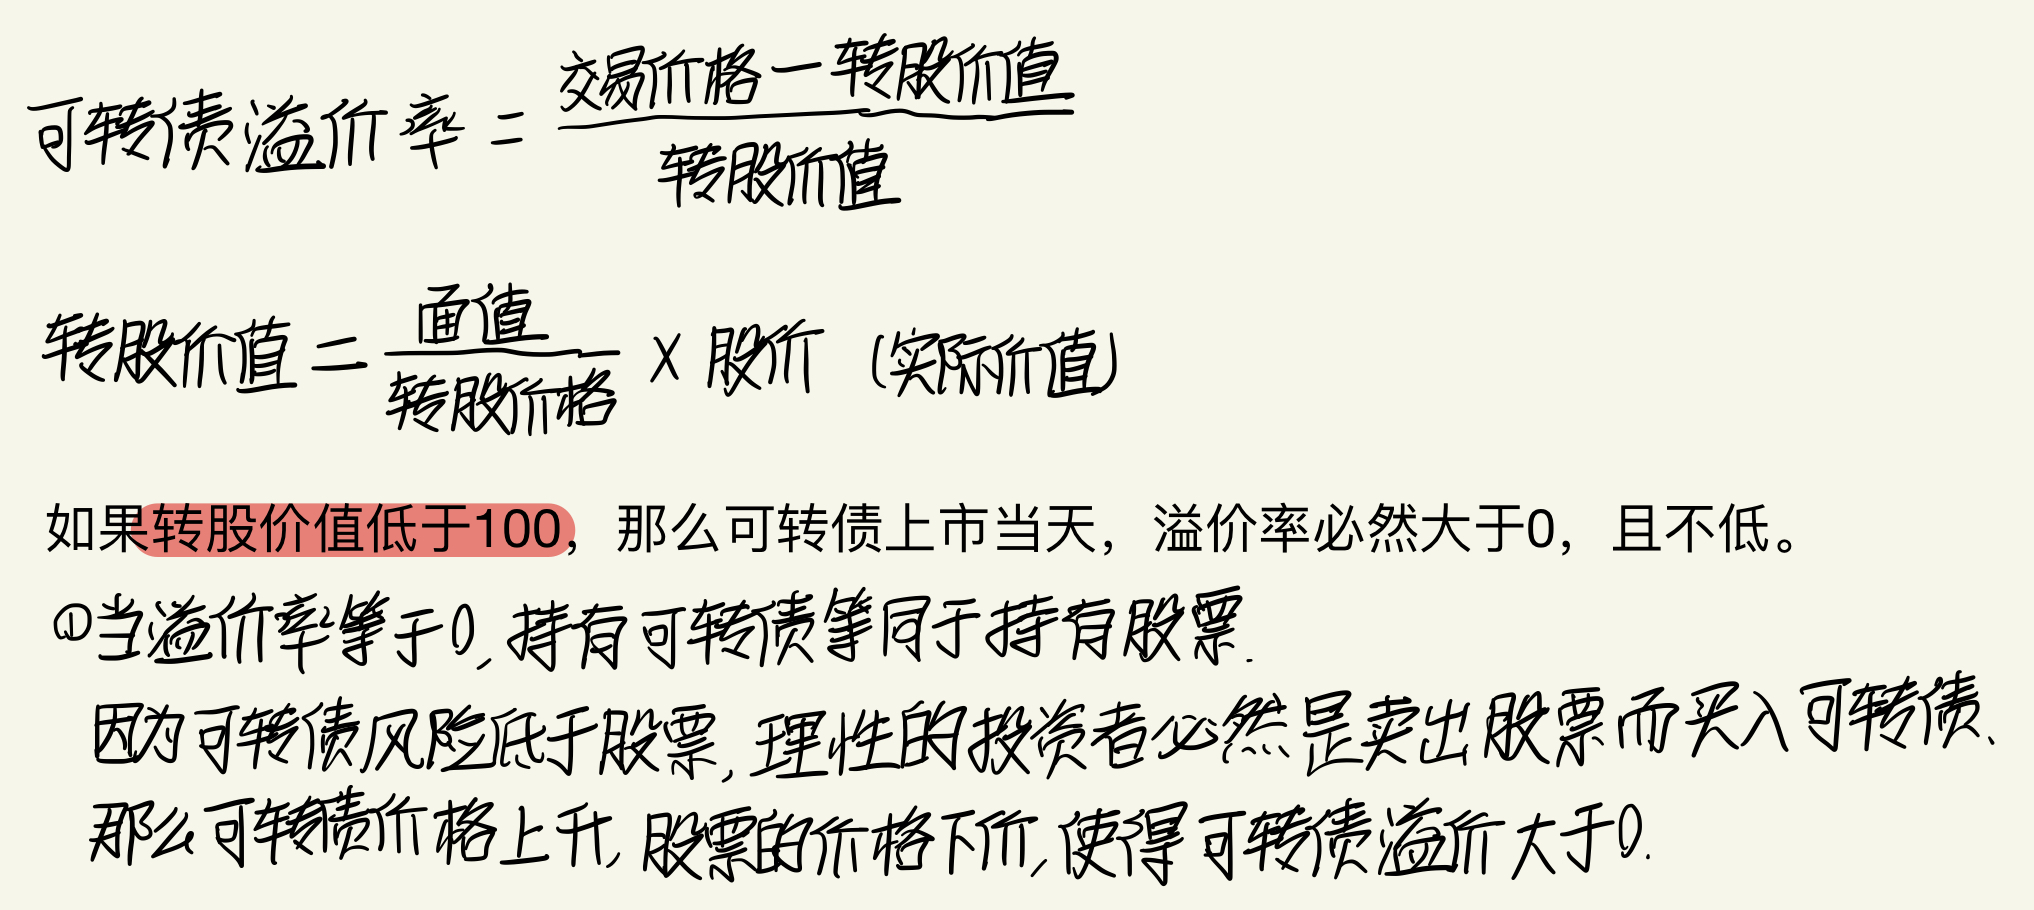 可转债溢价率 = 交易价格 - 转股价值 / 转股价值
转股价值 = 面值 / 转股价格 × 股价 (实际价值)
如果转股价值低于100，那么可转债上市当天，溢价率必然大于0，且不低。
①当溢价率等于0, 持有可转债等同于持有股票.
因为可转债风险低于股票, 理性的投资者必然是卖出股票而买入可转债、
那么可转债价格上升, 股票的价格下价, 使得可转债溢价大于0.